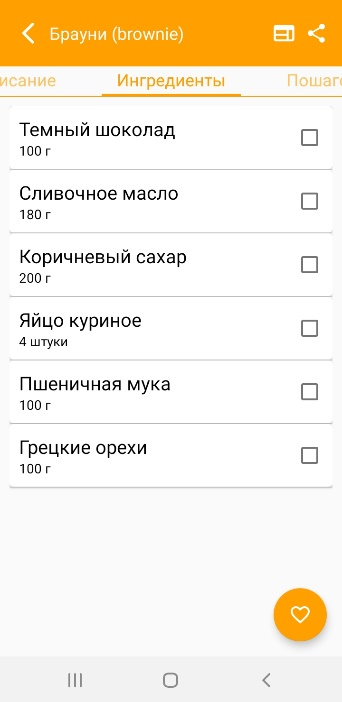 Брауни (brownie)
исание Ингредиенты Пошаго
Темный шоколад
100 г
Сливочное масло
180 г
Коричневый сахар
200 г
Яйцо куриное
4 штуки
Пшеничная мука
100 г
Грецкие орехи
100 г